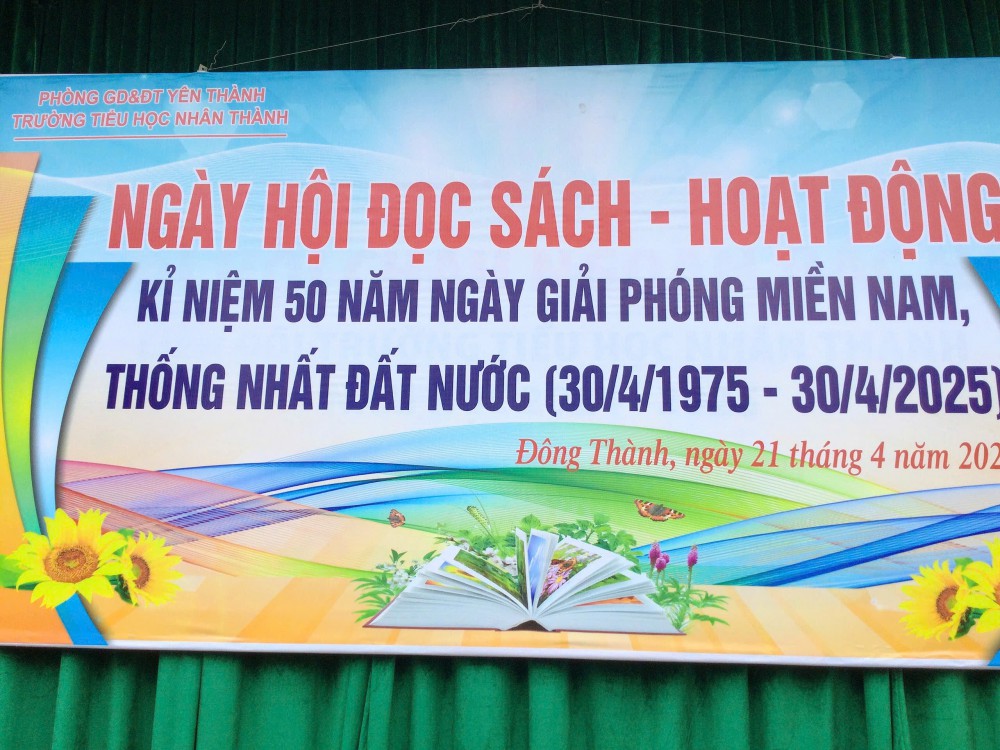 PHÒNG GD&ĐT YÊN THÀNH
TRƯỜNG TIỂU HỌC NHÂN THÀNH
NGÀY HỘI ĐỌC SÁCH - HOẠT ĐỘNG
KỈ NIỆM 50 NĂM NGÀY GIẢI PHÓNG MIỀN NAM,
THỐNG NHẤT ĐẤT NƯỚC (30/4/1975 - 30/4/2025)
Đông Thành, ngày 21 tháng 4 năm 202